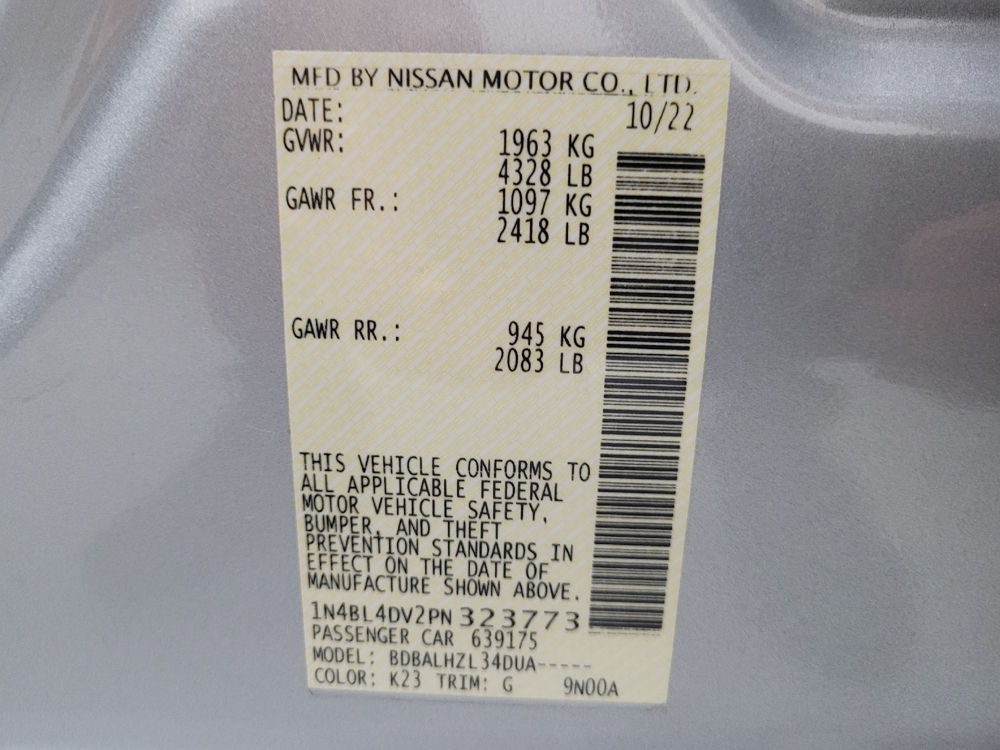 MFD BY NISSAN MOTOR CO., LTD.
DATE: 10/22
GVWR: 1963 KG
4328 LB
GAWR FR.: 1097 KG
2418 LB
GAWR RR.: 945 KG
2083 LB
THIS VEHICLE CONFORMS TO
ALL APPLICABLE FEDERAL
MOTOR VEHICLE SAFETY,
BUMPER, AND THEFT
PREVENTION STANDARDS IN
EFFECT ON THE DATE OF
MANUFACTURE SHOWN ABOVE.
1N4BL4DV2PN323773
PASSENGER CAR 639175
MODEL: BDBALHZL34DUA-----
COLOR: K23 TRIM: G 9N00A